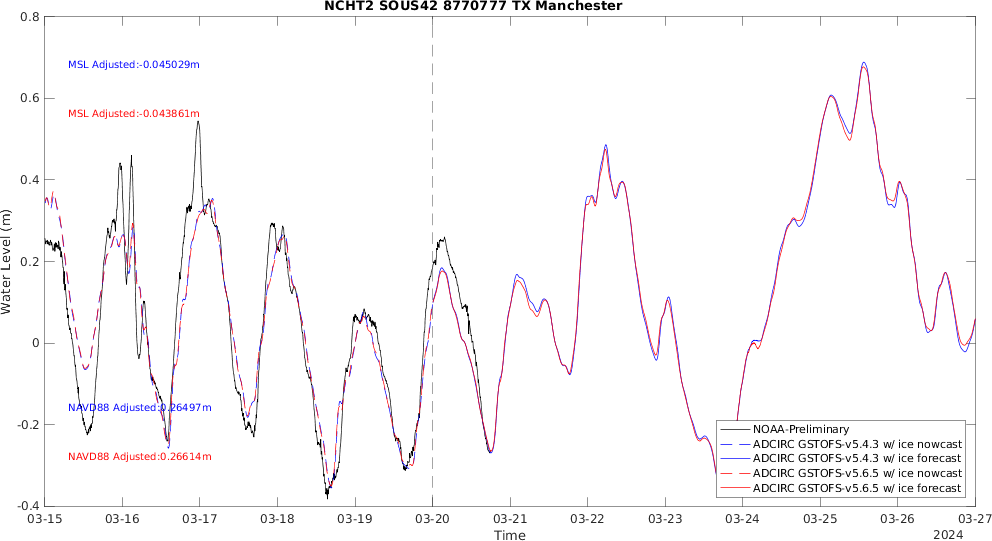 NCHT2 SOUS42 8770777 TX Manchester
Water Level (m)
0.8
0.6
0.4
0.2
0
-0.2
-0.4
MSL Adjusted:-0.045029m
MSL Adjusted:-0.043861m
NAVD88 Adjusted:0.26497m
NAVD88 Adjusted:0.26614m
NOAA-Preliminary
ADCIRC GSTOFS-v5.4.3 w/ ice nowcast
ADCIRC GSTOFS-v5.4.3 w/ ice forecast
ADCIRC GSTOFS-v5.6.5 w/ ice nowcast
ADCIRC GSTOFS-v5.6.5 w/ ice forecast
03-15 03-16 03-17 03-18 03-19 03-20 03-21 03-22 03-23 03-24 03-25 03-26 03-27
Time
2024